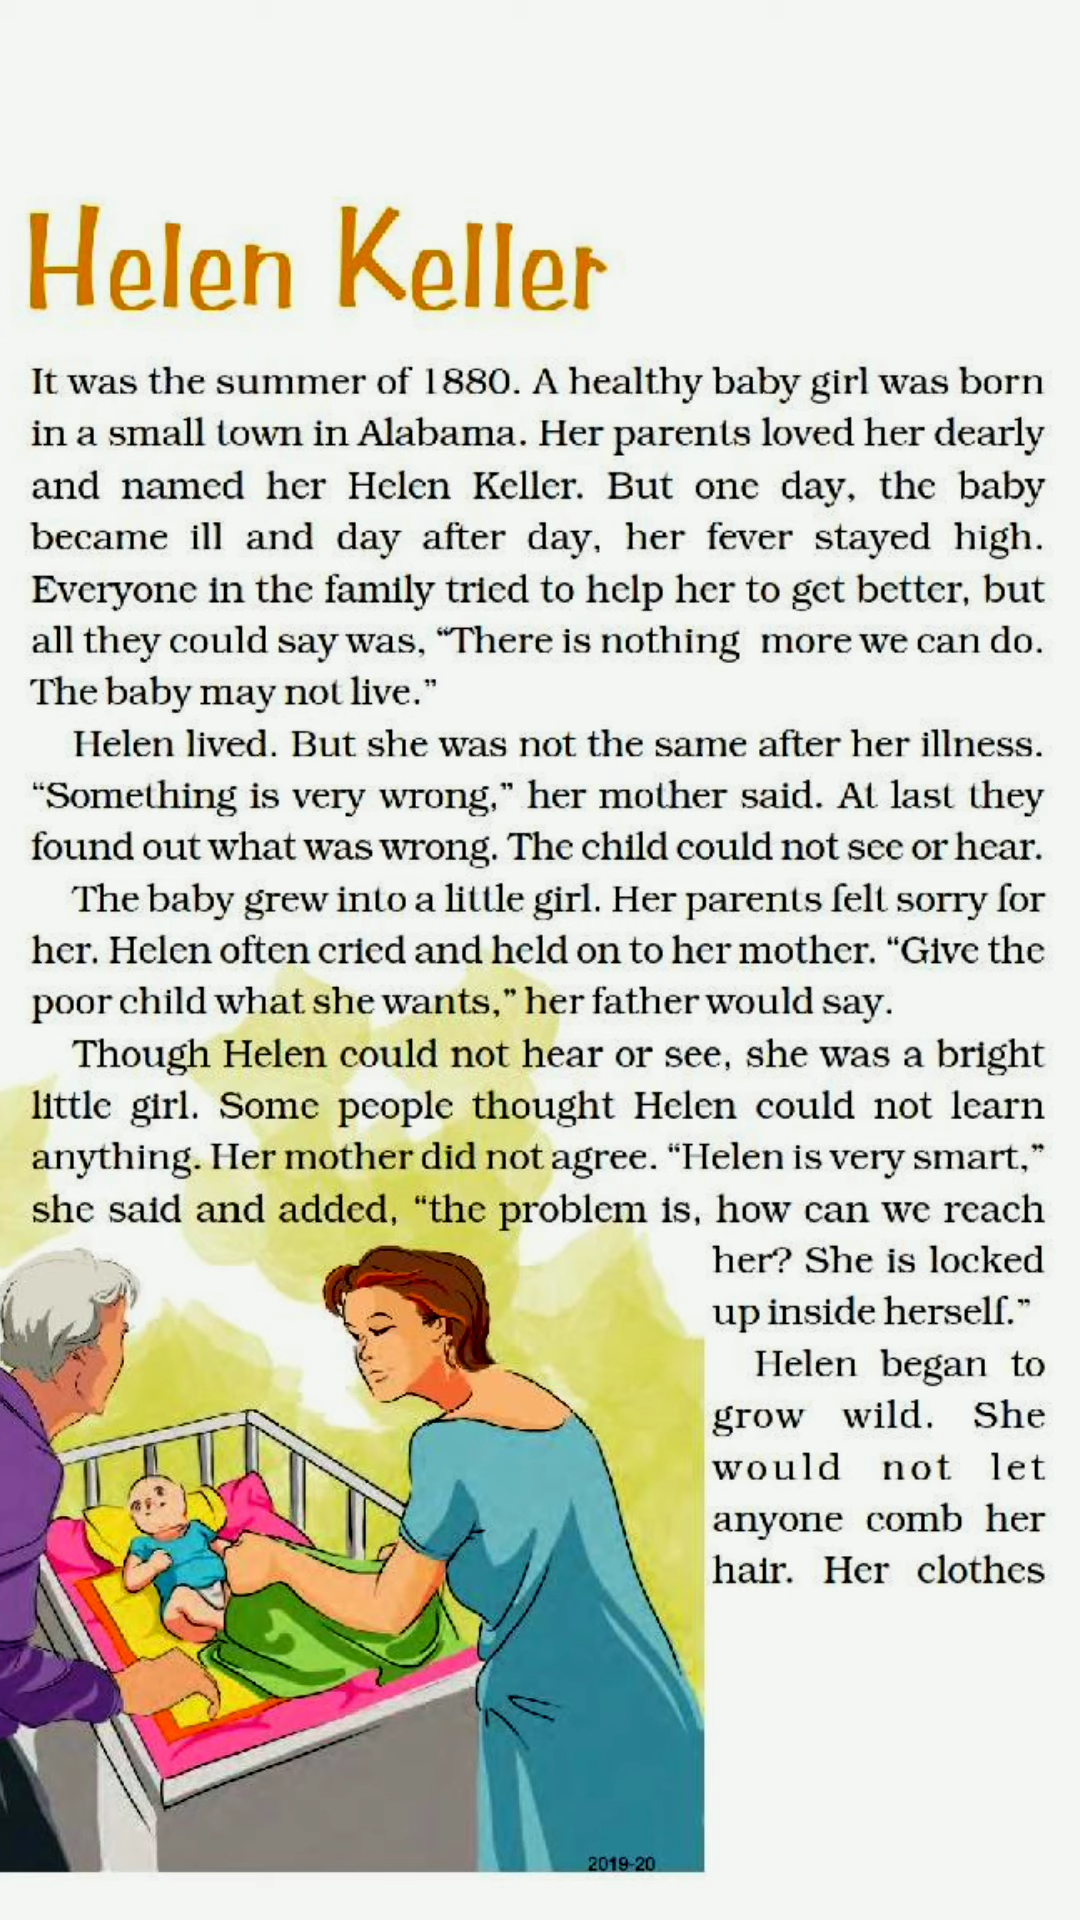 Helen Keller
It was the summer of 1880. A healthy baby girl was born
in a small town in Alabama. Her parents loved her dearly
and named her Helen Keller. But one day, the baby
became ill and day after day, her fever stayed high.
Everyone in the family tried to help her to get better, but
all they could say was, “There is nothing more we can do.
The baby may not live.”
Helen lived. But she was not the same after her illness.
“Something is very wrong,” her mother said. At last they
found out what was wrong. The child could not see or hear.
The baby grew into a little girl. Her parents felt sorry for
her. Helen often cried and held on to her mother. “Give the
poor child what she wants,” her father would say.
Though Helen could not hear or see, she was a bright
little girl. Some people thought Helen could not learn
anything. Her mother did not agree. “Helen is very smart,”
she said and added, “the problem is, how can we reach
her? She is locked
up inside herself.”
Helen began to
grow wild. She
would not let
anyone comb her
hair. Her clothes
2019-20